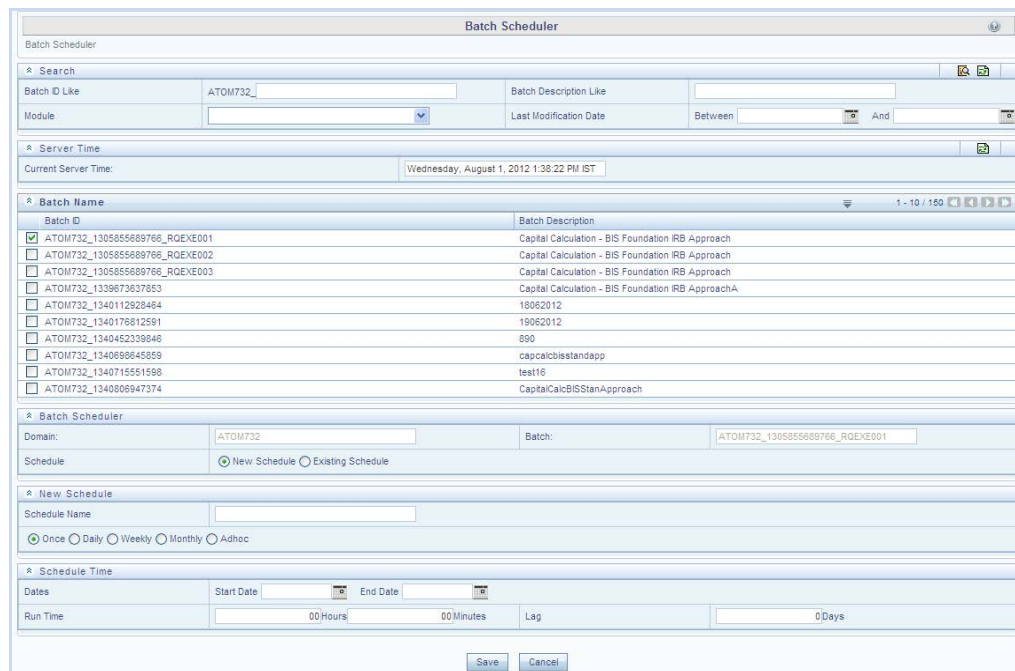 Batch Scheduler
Batch Scheduler
Search
Batch ID Like ATOM732_ Batch Description Like
Module Last Modification Date Between And
Server Time
Current Server Time: Wednesday, August 1, 2012 1:38:22 PM IST
Batch Name 1 - 10 / 150
Batch ID Batch Description
ATOM732_1305855689766_RQEXE001 Capital Calculation - BIS Foundation IRB Approach
ATOM732_1305855689766_RQEXE002 Capital Calculation - BIS Foundation IRB Approach
ATOM732_1305855689766_RQEXE003 Capital Calculation - BIS Foundation IRB Approach
ATOM732_1339673637853 Capital Calculation - BIS Foundation IRB ApproachA
ATOM732_1340112928464 18062012
ATOM732_1340176812591 19062012
ATOM732_1340452339846 890
ATOM732_1340698645859 capcalcbisstandapp
ATOM732_1340715551598 test16
ATOM732_1340806947374 CapitalCalcBISStanApproach
Batch Scheduler
Domain: ATOM732 Batch: ATOM732_1305855689766_RQEXE001
Schedule New Schedule Existing Schedule
New Schedule
Schedule Name
Once Daily Weekly Monthly Adhoc
Schedule Time
Dates Start Date End Date
Run Time 00 Hours 00 Minutes Lag 0 Days
Save Cancel